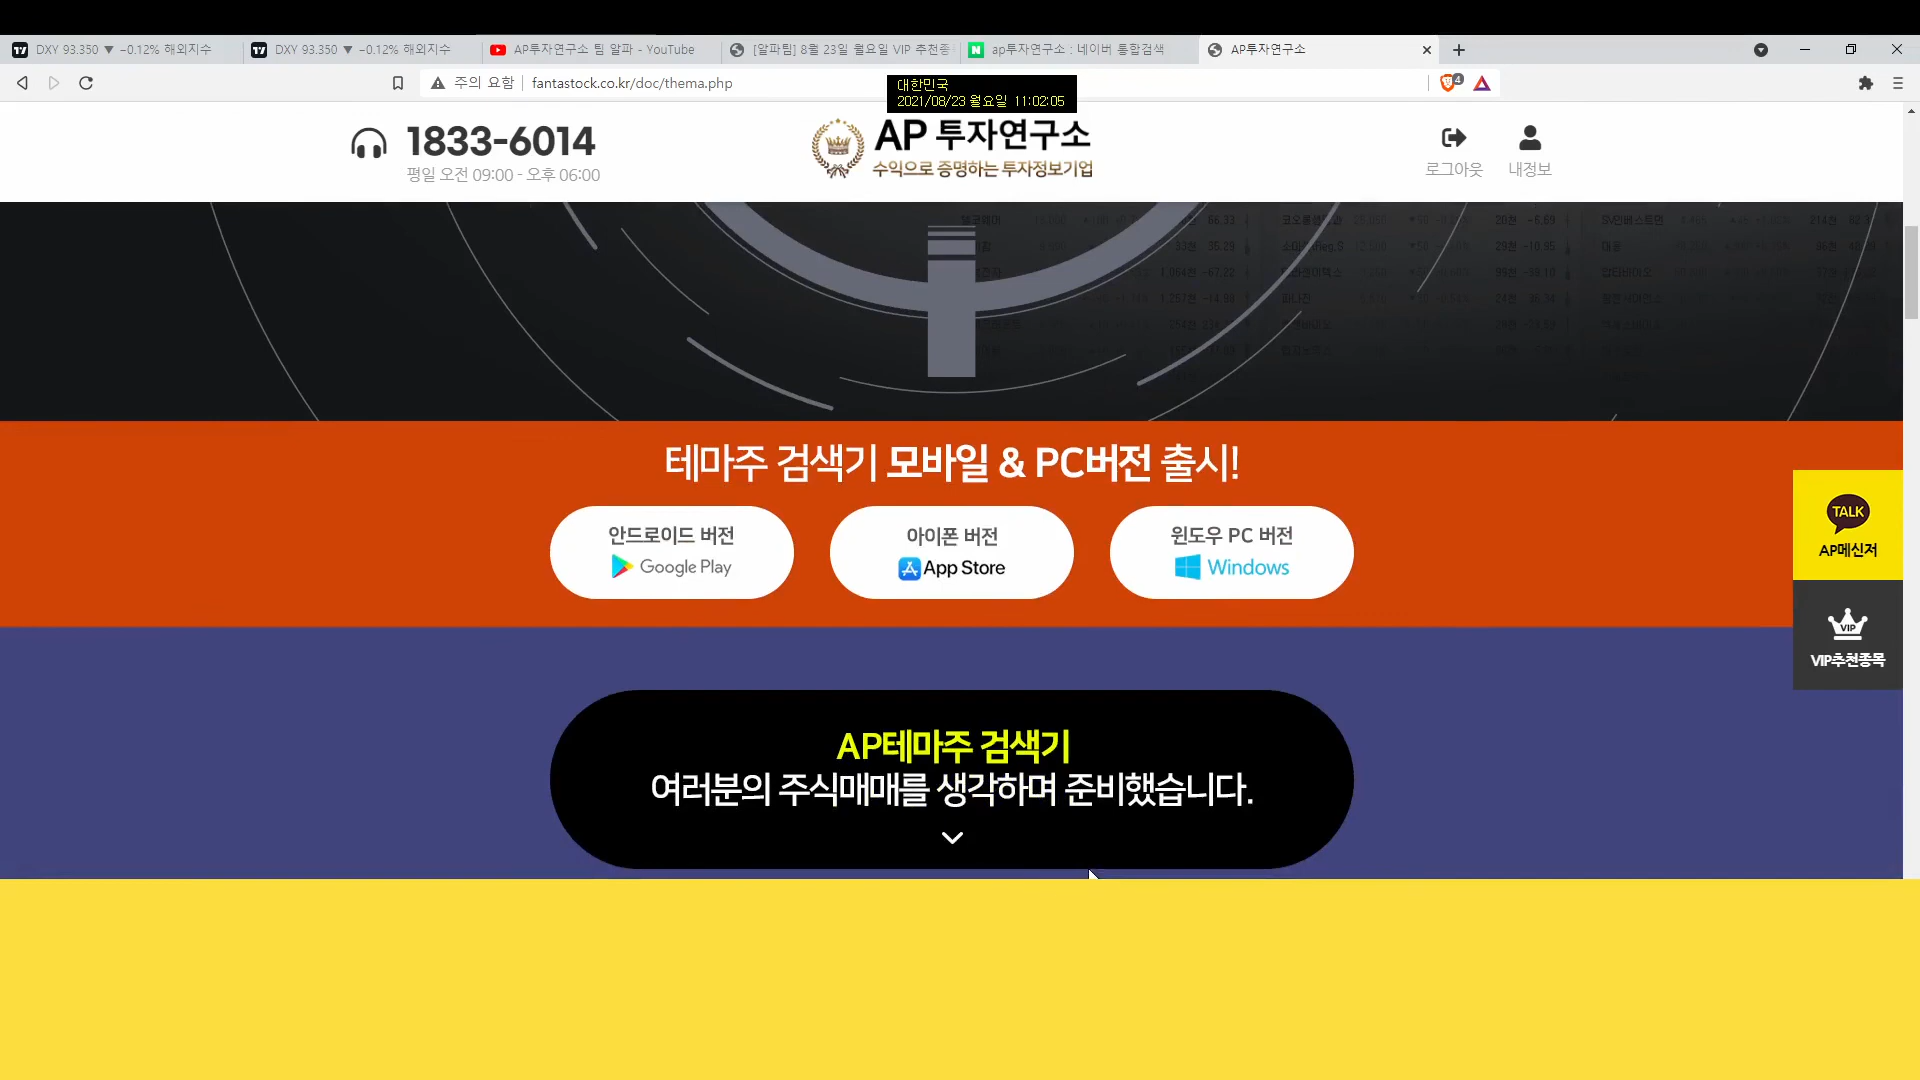 DXY 93.350 ▼ −0.12% 해외지수
DXY 93.350 ▼ −0.12% 해외지수
AP투자연구소 팀 알파 - YouTube
[알파팀] 8월 23일 월요일 VIP 추천종
ap투자연구소 : 네이버 통합검색
AP투자연구소
주의 요함
fantastock.co.kr/doc/thema.php
4
대한민국
2021/08/23 월요일 11:02:05
1833-6014
평일 오전 09:00 - 오후 06:00
AP 투자연구소
수익으로 증명하는 투자정보기업
로그아웃
내정보
테마주 검색기 모바일 & PC버전 출시!
안드로이드 버전
Google Play
아이폰 버전
App Store
윈도우 PC 버전
Windows
TALK
AP메신저
VIP
VIP추천종목
AP테마주 검색기
여러분의 주식매매를 생각하며 준비했습니다.